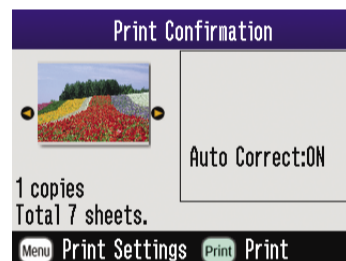 Print Confirmation
Auto Correct:ON
1 copies
Total 7 sheets.
Menu Print Settings Print Print